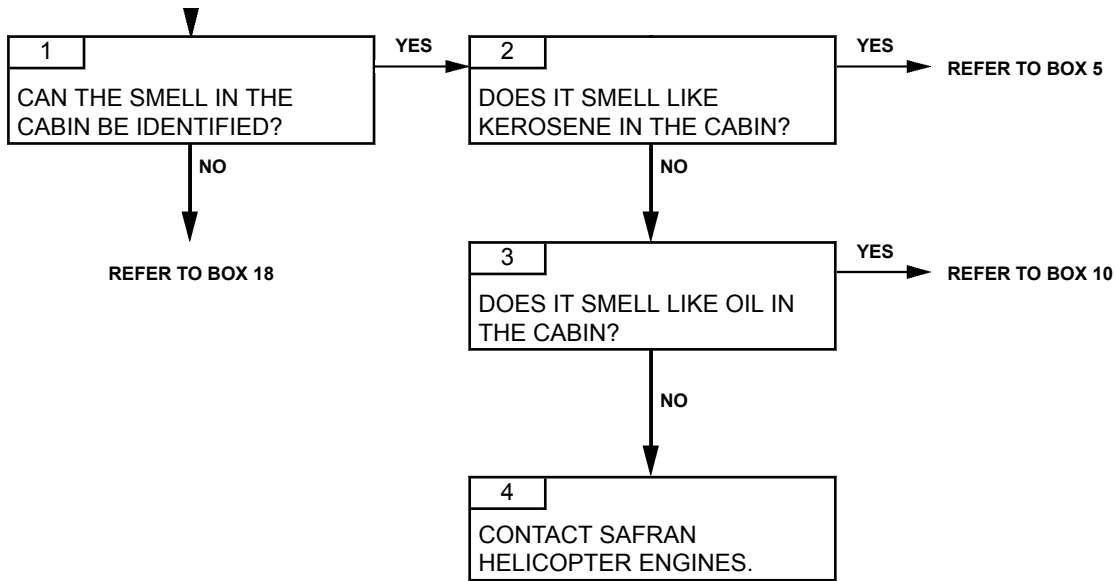 1
CAN THE SMELL IN THE
CABIN BE IDENTIFIED?
YES
2
DOES IT SMELL LIKE
KEROSENE IN THE CABIN?
YES
REFER TO BOX 5
NO
REFER TO BOX 18
NO
3
DOES IT SMELL LIKE OIL IN
THE CABIN?
YES
REFER TO BOX 10
NO
4
CONTACT SAFRAN
HELICOPTER ENGINES.